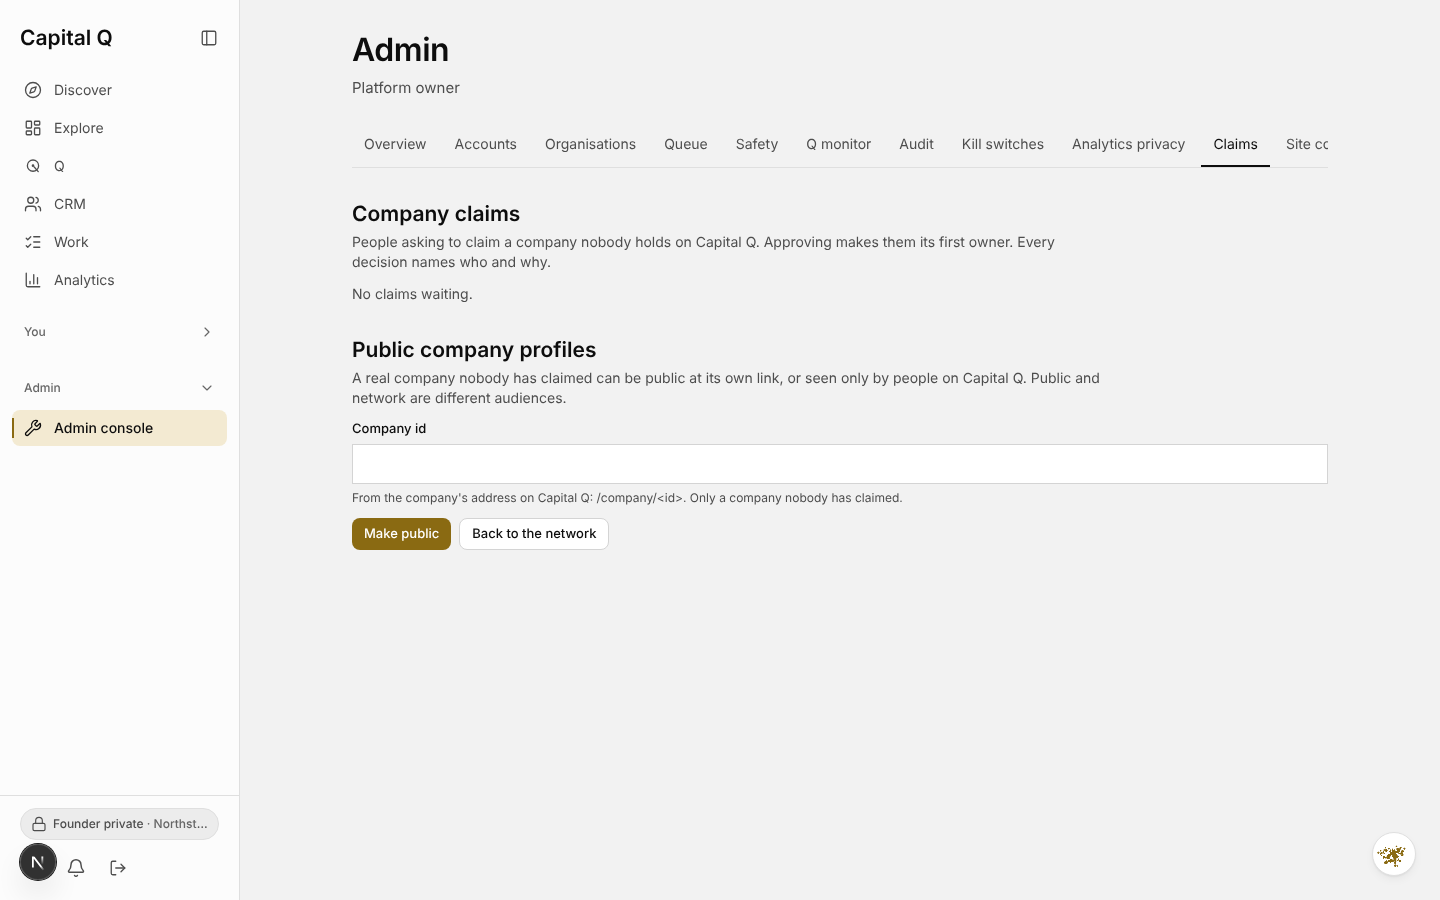 Capital Q
Discover
Explore
Q
CRM
Work
Analytics
You
Admin
Admin console
Founder private · Northst...
N
Admin
Platform owner
Overview
Accounts
Organisations
Queue
Safety
Q monitor
Audit
Kill switches
Analytics privacy
Claims
Site co
Company claims
People asking to claim a company nobody holds on Capital Q. Approving makes them its first owner. Every
decision names who and why.
No claims waiting.
Public company profiles
A real company nobody has claimed can be public at its own link, or seen only by people on Capital Q. Public and
network are different audiences.
Company id
From the company's address on Capital Q: /company/<id>. Only a company nobody has claimed.
Make public
Back to the network